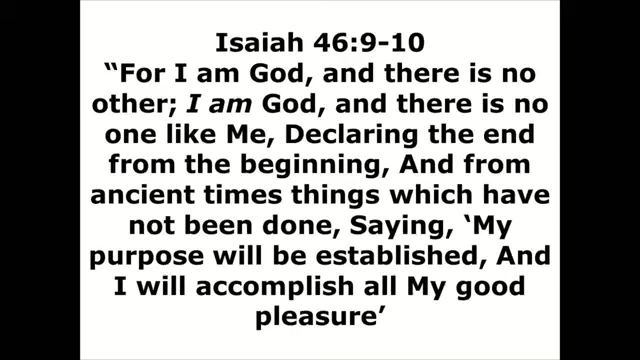 Isaiah 46:9-10
“For I am God, and there is no
other; I am God, and there is no
one like Me, Declaring the end
from the beginning, And from
ancient times things which have
not been done, Saying, ‘My
purpose will be established, And
I will accomplish all My good
pleasure’